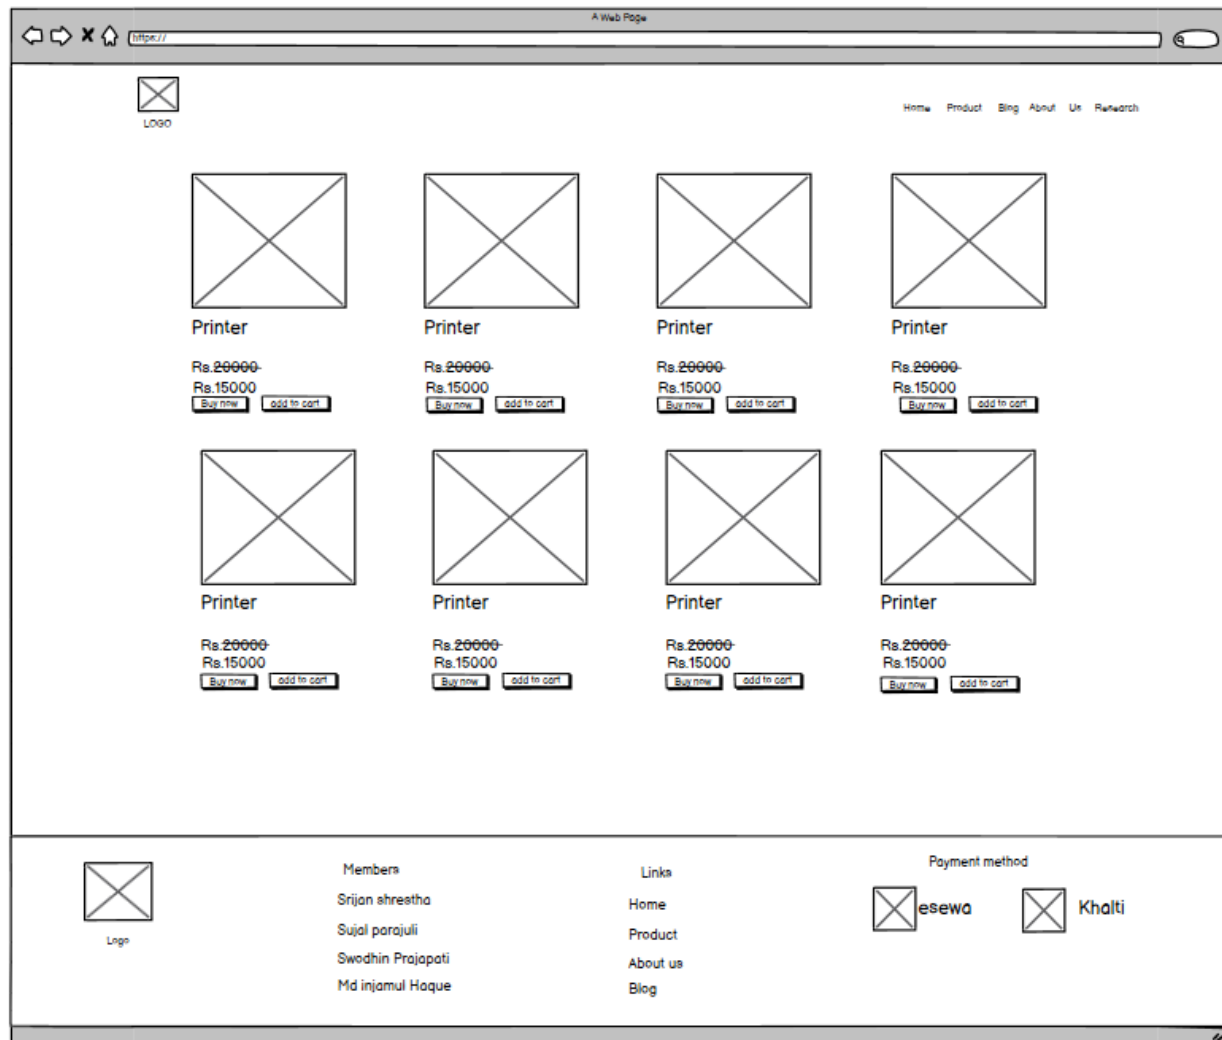 A Web Page
https://
LOGO
Home Product Blog About Us Research
Printer Printer Printer Printer
Rs.20000 Rs.20000 Rs.20000 Rs.20000
Rs.15000 Rs.15000 Rs.15000 Rs.15000
Buy now add to cart Buy now add to cart Buy now add to cart Buy now add to cart
Printer Printer Printer Printer
Rs.20000 Rs.20000 Rs.20000 Rs.20000
Rs.15000 Rs.15000 Rs.15000 Rs.15000
Buy now add to cart Buy now add to cart Buy now add to cart Buy now add to cart
Logo
Members
Srijan shrestha
Sujal parajuli
Swodhin Prajapati
Md injamul Haque
Links
Home
Product
About us
Blog
Payment method
esewa Khalti